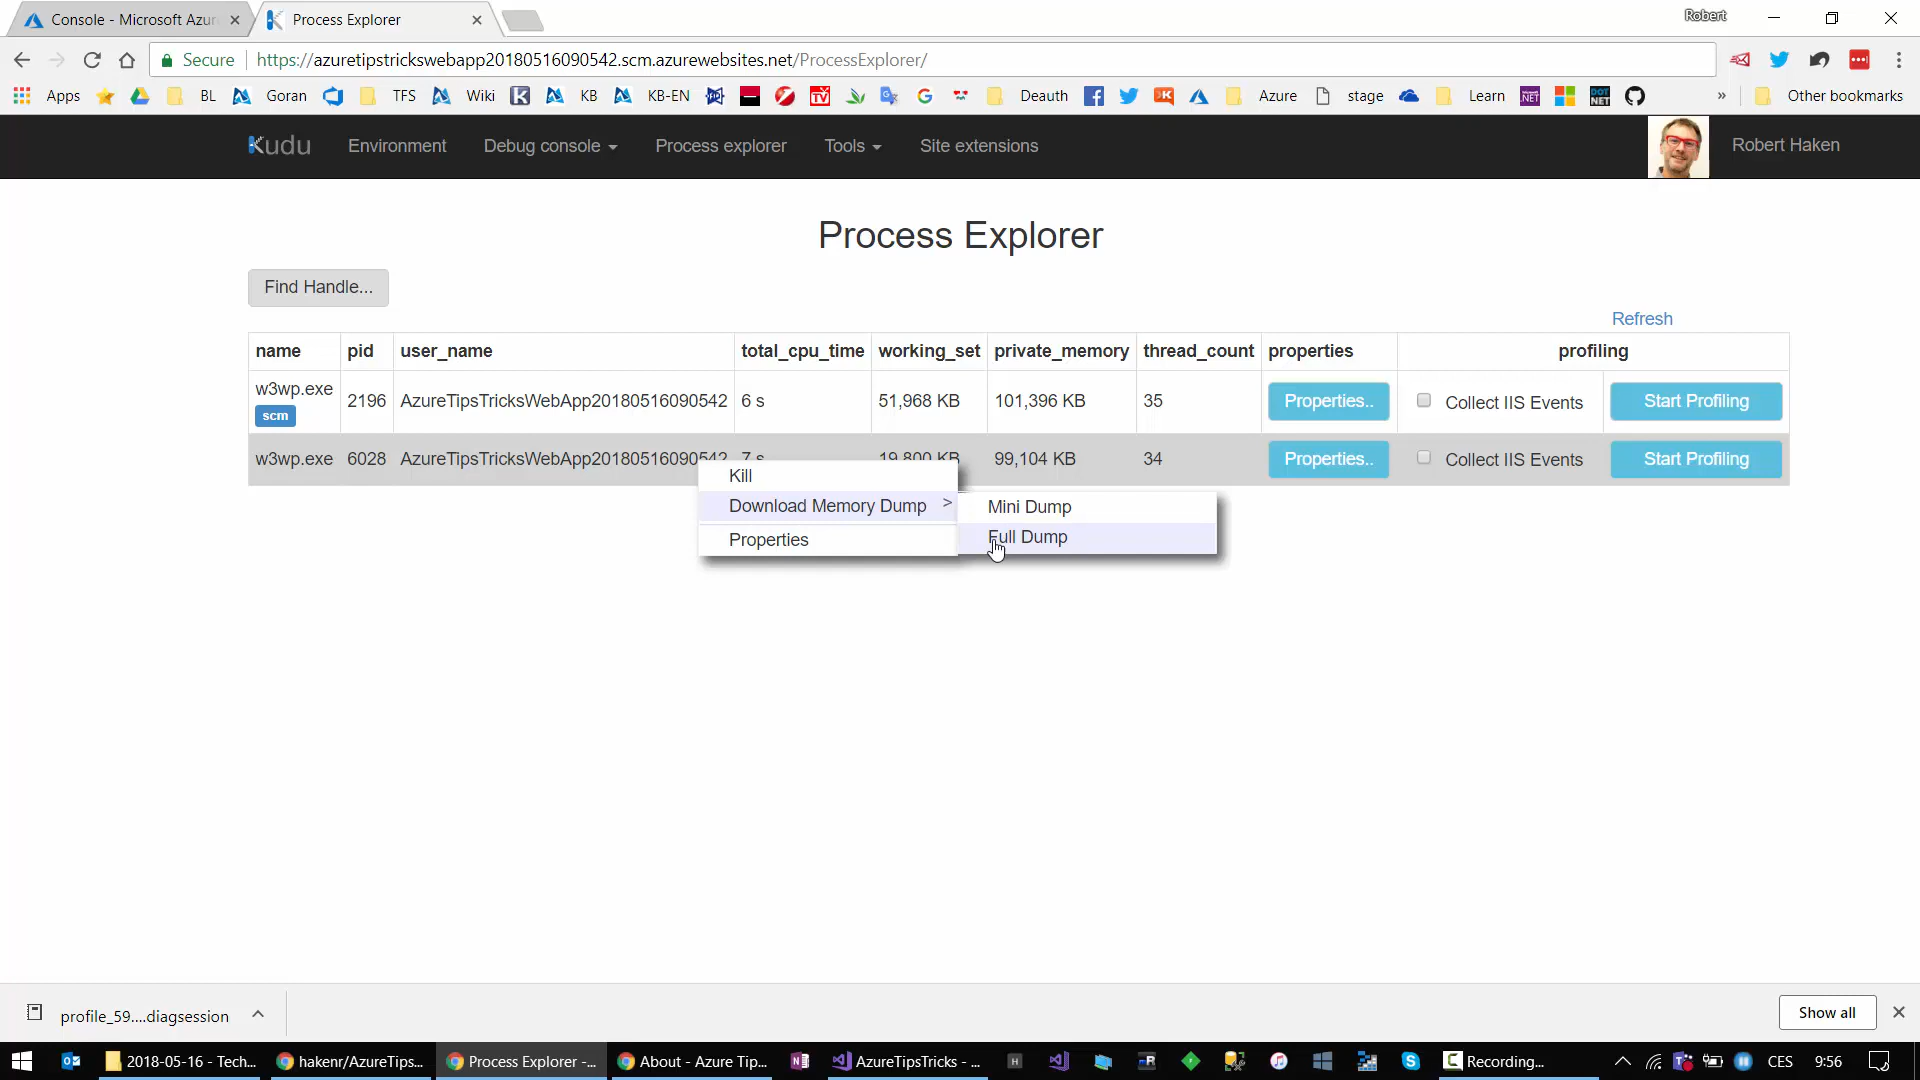 Console - Microsoft Azur
Process Explorer
Robert
Secure
https://azuretipstrickswebapp20180516090542.scm.azurewebsites.net/ProcessExplorer/
Apps
BL
Goran
TFS
Wiki
KB
KB-EN
Deauth
Azure
stage
Learn
»
Other bookmarks
Kudu
Environment
Debug console
Process explorer
Tools
Site extensions
Robert Haken
Process Explorer
Find Handle...
Refresh
name pid user_name total_cpu_time working_set private_memory thread_count properties profiling
w3wp.exe scm 2196 AzureTipsTricksWebApp20180516090542 6 s 51,968 KB 101,396 KB 35 Properties.. Collect IIS Events Start Profiling
w3wp.exe 6028 AzureTipsTricksWebApp20180516090542 7 s 19,800 KB 99,104 KB 34 Properties.. Collect IIS Events Start Profiling
Kill
Download Memory Dump >
Properties
Mini Dump
Full Dump
profile_59....diagsession
Show all
2018-05-16 - Tech...
hakenr/AzureTips...
Process Explorer -...
About - Azure Tip...
AzureTipsTricks - ...
Recording...
CES
9:56